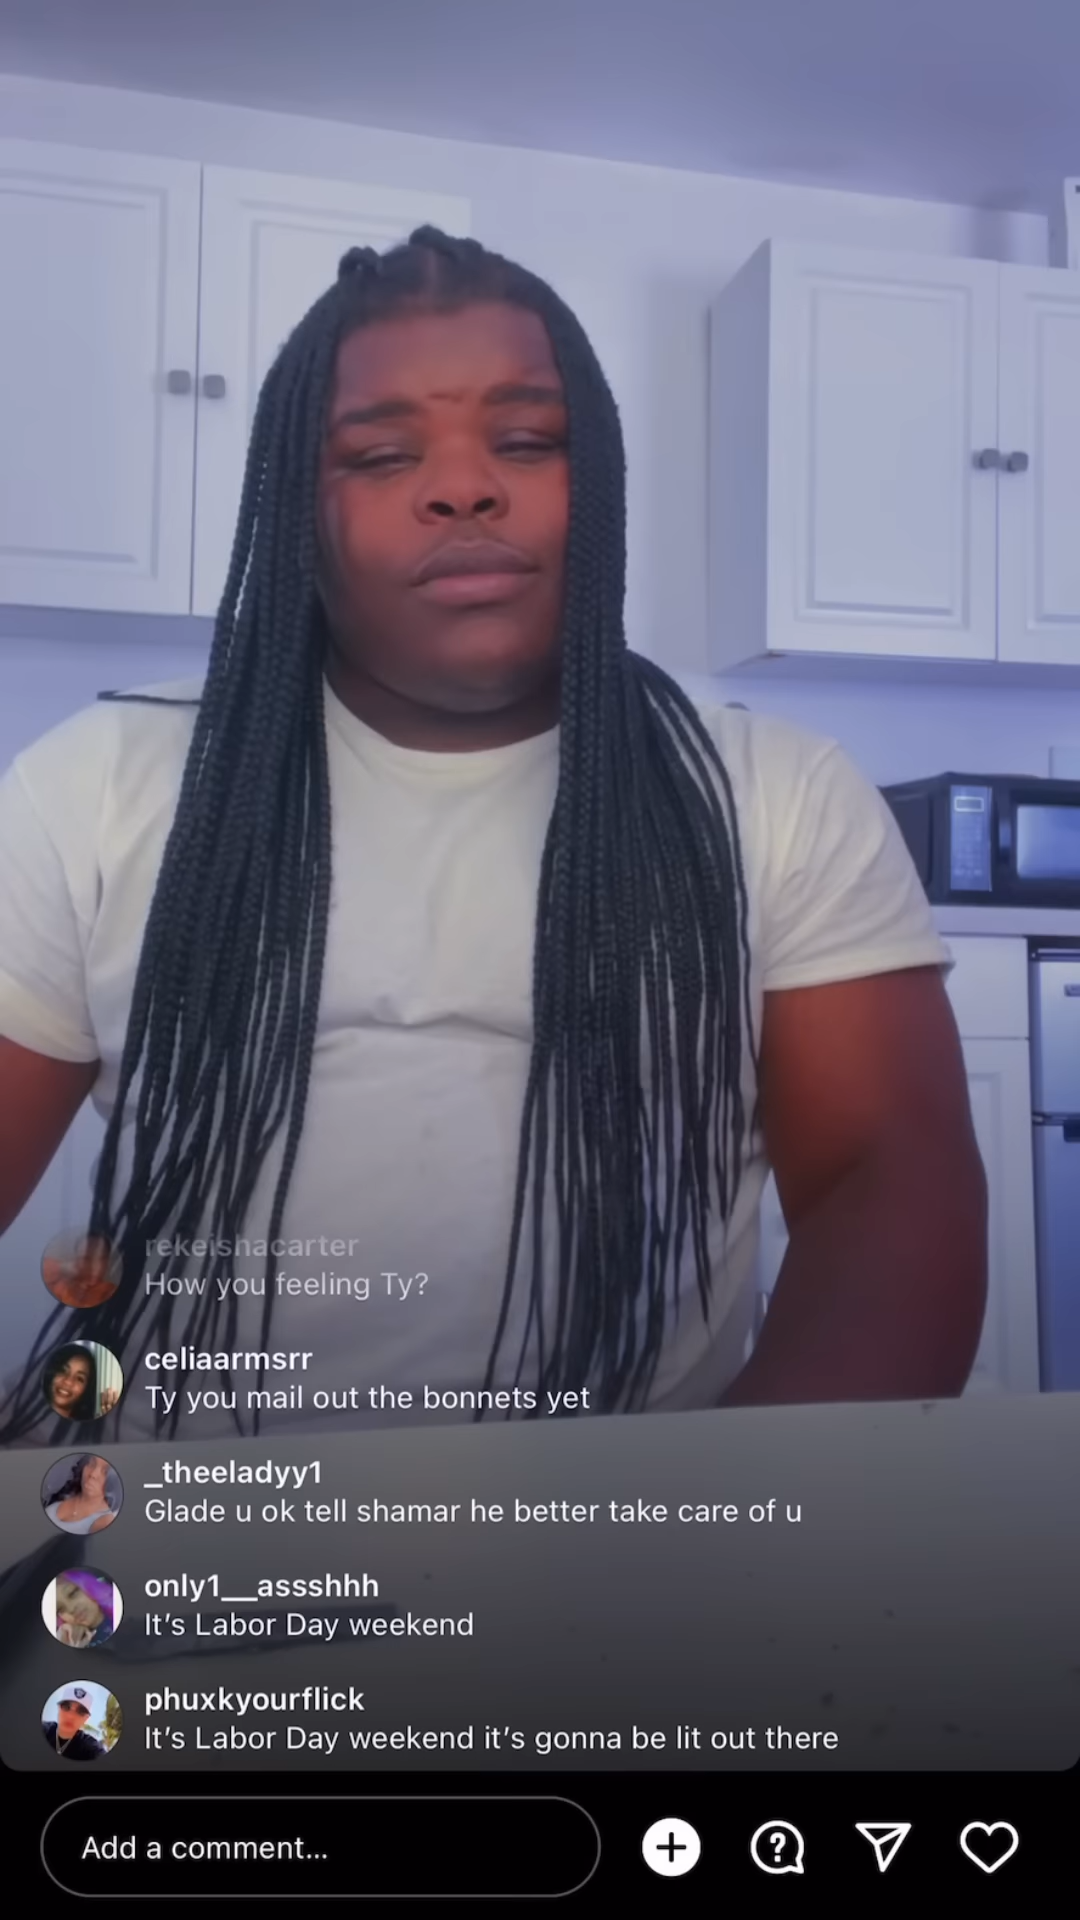 rekeishacarter
How you feeling Ty?
celiaarmsrr
Ty you mail out the bonnets yet
_theeladyy1
Glade u ok tell shamar he better take care of u
only1__assshhh
It’s Labor Day weekend
phuxkyourflick
It’s Labor Day weekend it’s gonna be lit out there
Add a comment...